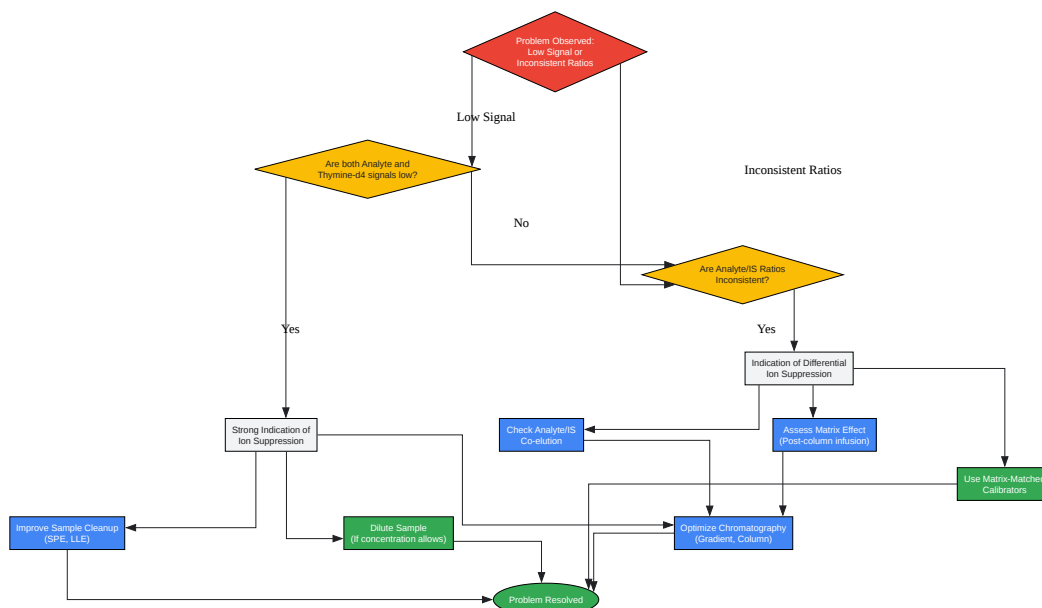 Problem Observed:
Low Signal or
Inconsistent Ratios
Low Signal
Are both Analyte and
Thymine-d4 signals low?
Inconsistent Ratios
No
Are Analyte/IS Ratios
Inconsistent?
Yes
Yes
Indication of Differential
Ion Suppression
Strong Indication of
Ion Suppression
Check Analyte/IS
Co-elution
Assess Matrix Effect
(Post-column infusion)
Use Matrix-Matched
Calibrators
Improve Sample Cleanup
(SPE, LLE)
Dilute Sample
(If concentration allows)
Optimize Chromatography
(Gradient, Column)
Problem Resolved